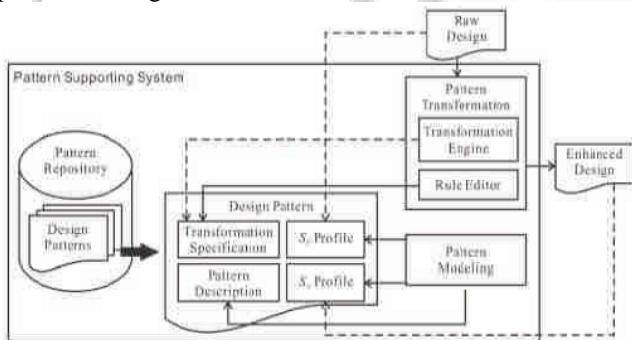 Raw
Design
Pattern Supporting System
Pattern
Transformation
Transformation
Engine
Rule Editor
Enhanced
Design
Pattern
Repository
Design
Patterns
Design Pattern
Transformation
Specification
Profile
Pattern
Description
Profile
Pattern
Modeling